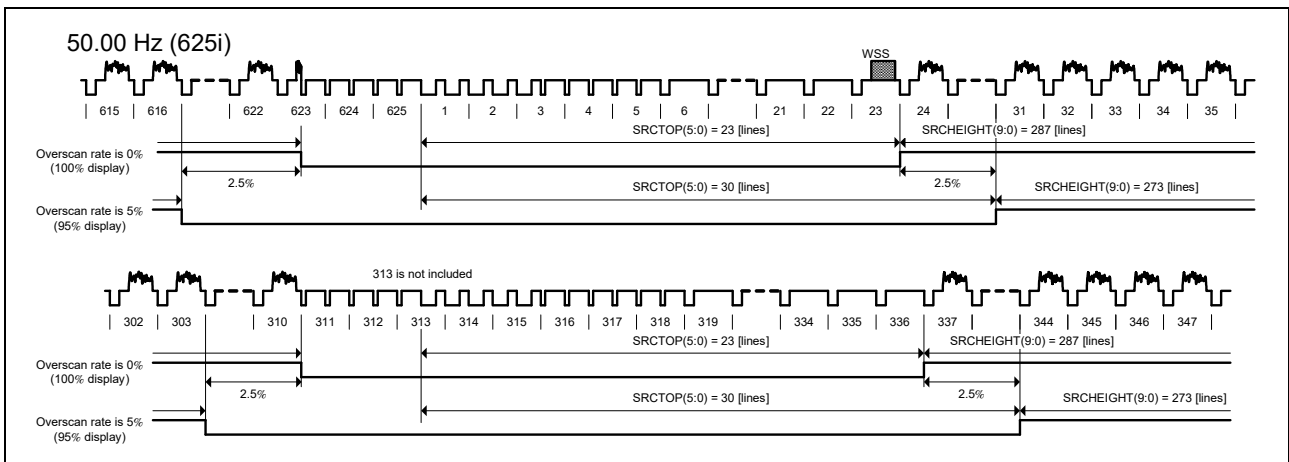 50.00 Hz (625i)
WSS
615 616 622 623 624 625 1 2 3 4 5 6 21 22 23 24 31 32 33 34 35
SRCTOP(5:0) = 23 [lines] SRCHEIGHT(9:0) = 287 [lines]
Overscan rate is 0%
(100% display)
2.5% 2.5%
SRCTOP(5:0) = 30 [lines] SRCHEIGHT(9:0) = 273 [lines]
Overscan rate is 5%
(95% display)
313 is not included
302 303 310 311 312 313 314 315 316 317 318 319 334 335 336 337 344 345 346 347
SRCTOP(5:0) = 23 [lines] SRCHEIGHT(9:0) = 287 [lines]
Overscan rate is 0%
(100% display)
2.5% 2.5%
SRCTOP(5:0) = 30 [lines] SRCHEIGHT(9:0) = 273 [lines]
Overscan rate is 5%
(95% display)